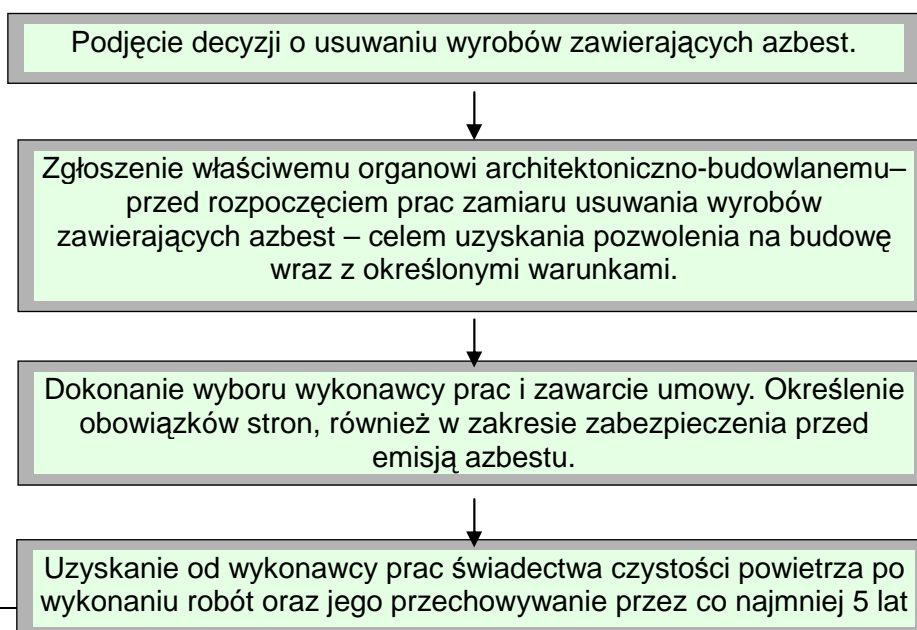 Podjęcie decyzji o usuwaniu wyrobów zawierających azbest.
Zgłoszenie właściwemu organowi architektoniczno-budowlanemu–
przed rozpoczęciem prac zamiaru usuwania wyrobów
zawierających azbest – celem uzyskania pozwolenia na budowę
wraz z określonymi warunkami.
Dokonanie wyboru wykonawcy prac i zawarcie umowy. Określenie
obowiązków stron, również w zakresie zabezpieczenia przed
emisją azbestu.
Uzyskanie od wykonawcy prac świadectwa czystości powietrza po
wykonaniu robót oraz jego przechowywanie przez co najmniej 5 lat